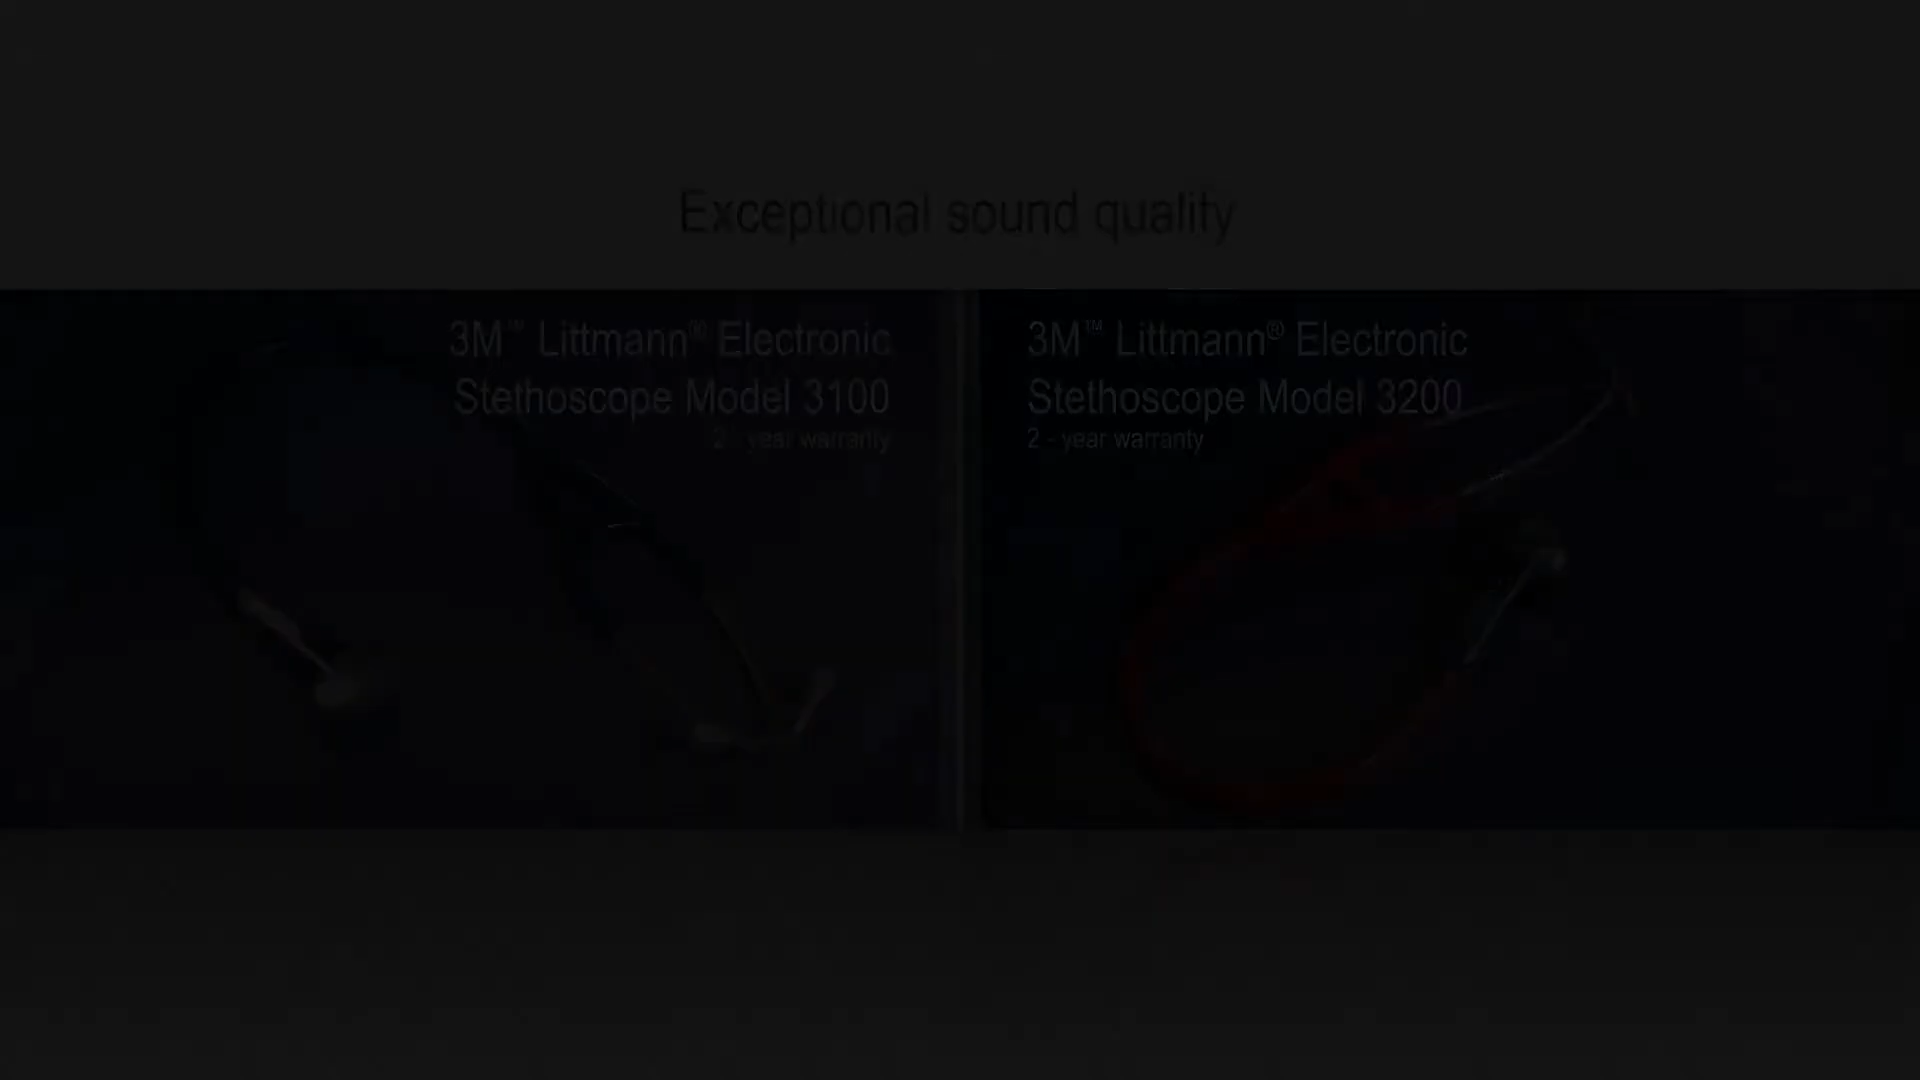 Exceptional sound quality
3M™ Littmann® Electronic
Stethoscope Model 3100
2 - year warranty
3M™ Littmann® Electronic
Stethoscope Model 3200
2 - year warranty